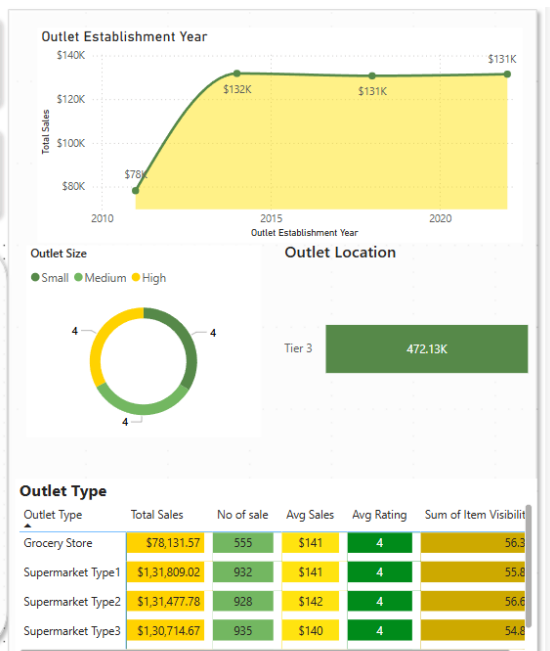 Outlet Establishment Year
$140K
$120K
$100K
$80K
Total Sales
$78K
$132K
$131K
$131K
2010 2015 2020
Outlet Establishment Year
Outlet Size
Small Medium High
4
4
4
Outlet Location
Tier 3 472.13K
Outlet Type
Outlet Type Total Sales No of sale Avg Sales Avg Rating Sum of Item Visibilit
Grocery Store $78,131.57 555 $141 4 56.3
Supermarket Type1 $1,31,809.02 932 $141 4 55.8
Supermarket Type2 $1,31,477.78 928 $142 4 56.6
Supermarket Type3 $1,30,714.67 935 $140 4 54.8